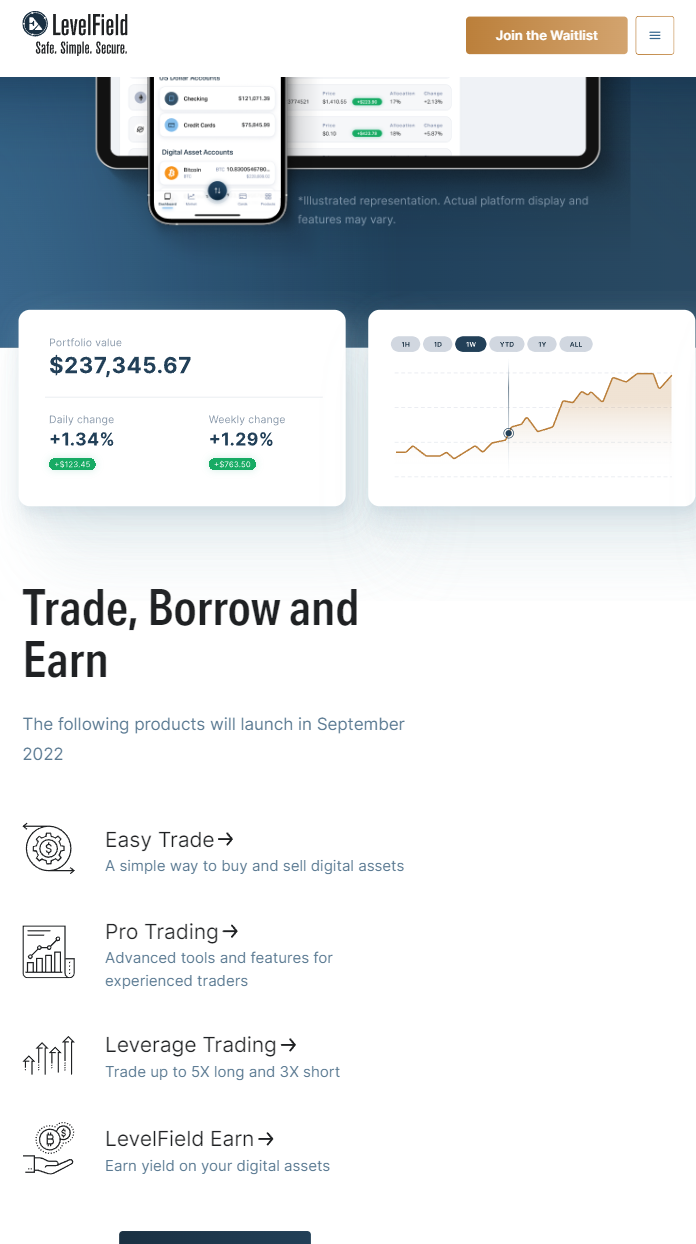 LevelField
Safe. Simple. Secure.
Join the Waitlist
US Dollar Accounts
Checking $121,071.39
Credit Cards $75,845.98
Digital Asset Accounts
Bitcoin BTC 10.8300646780...
BTC
Price Allocation Change
3774521 $1,410.55 17% +2.13%
Price Allocation Change
$0.10 18% +5.87%
*Illustrated representation. Actual platform display and
features may vary.
Portfolio value
$237,345.67
Daily change Weekly change
+1.34% +1.29%
+$123.45 +$763.50
1H 1D 1W YTD 1Y ALL
Trade, Borrow and
Earn
The following products will launch in September
2022
Easy Trade
A simple way to buy and sell digital assets
Pro Trading
Advanced tools and features for
experienced traders
Leverage Trading
Trade up to 5X long and 3X short
LevelField Earn
Earn yield on your digital assets